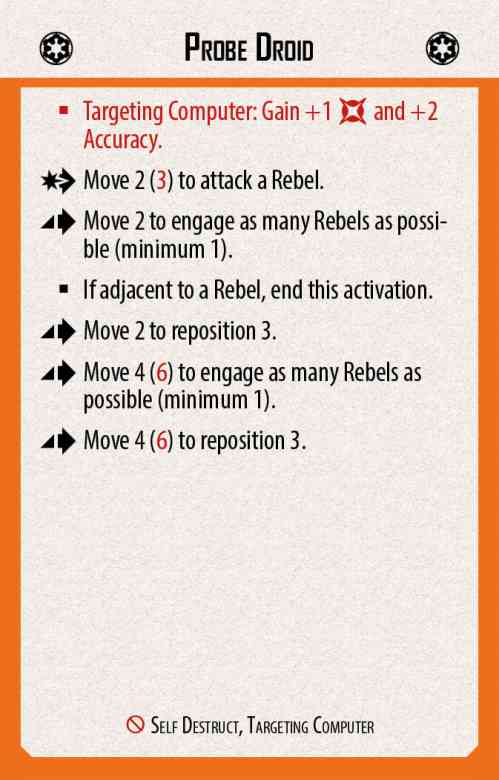 Probe Droid
Targeting Computer: Gain +1 and +2
Accuracy.
Move 2 (3) to attack a Rebel.
Move 2 to engage as many Rebels as possi-
ble (minimum 1).
If adjacent to a Rebel, end this activation.
Move 2 to reposition 3.
Move 4 (6) to engage as many Rebels as
possible (minimum 1).
Move 4 (6) to reposition 3.
Self Destruct, Targeting Computer